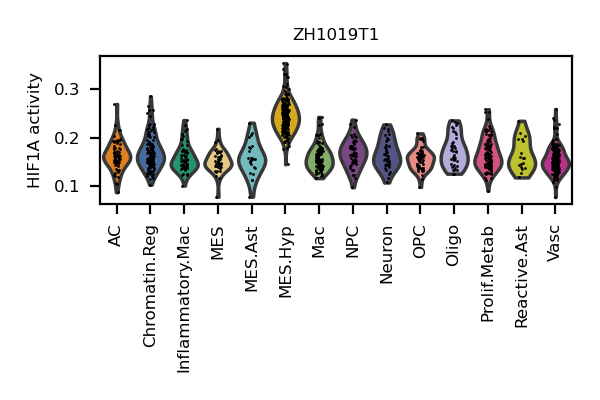 ZH1019T1
HIF1A activity
0.3
0.2
0.1
AC
Chromatin.Reg
Inflammatory.Mac
MES
MES.Ast
MES.Hyp
Mac
NPC
Neuron
OPC
Oligo
Prolif.Metab
Reactive.Ast
Vasc